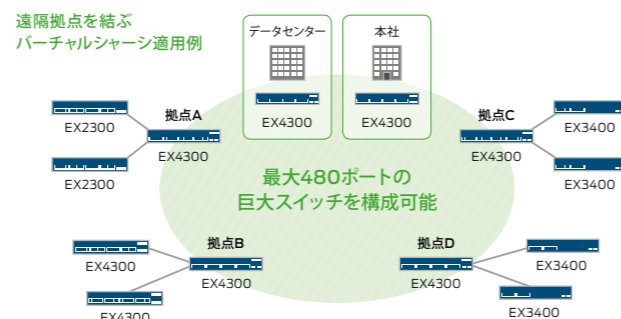 遠隔拠点を結ぶ
バーチャルシャーシ適用例
データセンター
EX4300
本社
EX4300
拠点A
EX4300
EX2300
EX2300
拠点C
EX4300
EX3400
EX3400
最大480ポートの
巨大スイッチを構成可能
拠点B
EX4300
EX4300
EX4300
拠点D
EX4300
EX3400
EX3400